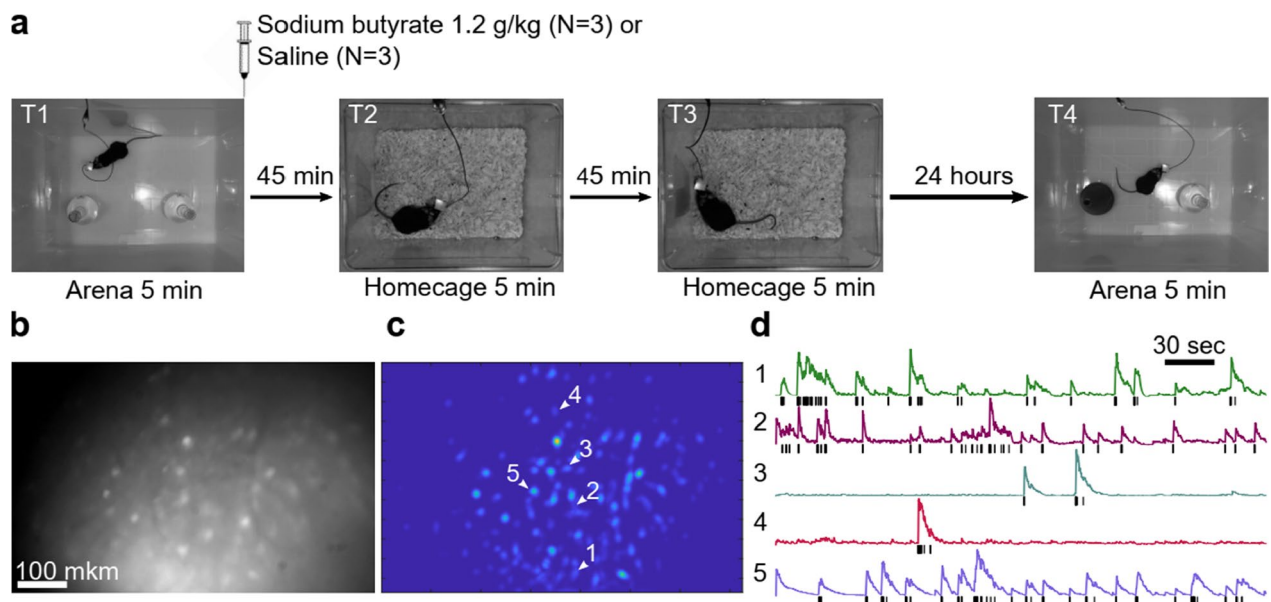 a
Sodium butyrate 1.2 g/kg (N=3) or
Saline (N=3)
T1
45 min
T2
45 min
T3
24 hours
T4
Arena 5 min
Homecage 5 min
Homecage 5 min
Arena 5 min
b
100 mkm
c
4
3
5
2
1
d
30 sec
1
2
3
4
5